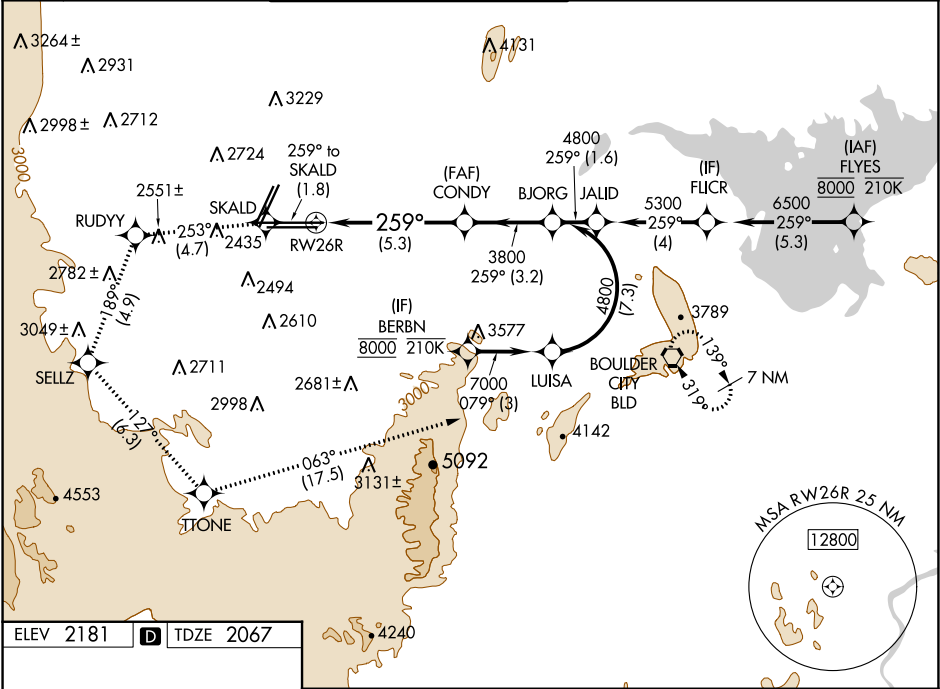 3264±
2931
4131
3229
2998±
2712
3000
2724
259° to
SKALD
(1.8)
4800
259° (1.6)
(IAF)
FLYES
8000 210K
(FAF)
CONDY
BJORG
JALID
(IF)
FLICR
2551±
RUDYY
SKALD
2435
RW26R
253°
(4.7)
259°
(5.3)
3800
259° (3.2)
5300
259°
(4)
6500
259°
(5.3)
2782±
189°
(4.9)
2494
3049±
2610
(IF)
BERBN
8000 210K
3577
4800
(7.3)
3789
SELLZ
2711
2681±
3000
7000
079° (3)
LUISA
BOULDER
CITY
BLD
139°
319°
7 NM
2998
127°
(6.3)
4142
063°
(17.5)
3131±
5092
4553
TTONE
MSA RW26R 25 NM
12800
ELEV 2181
D
TDZE 2067
4240